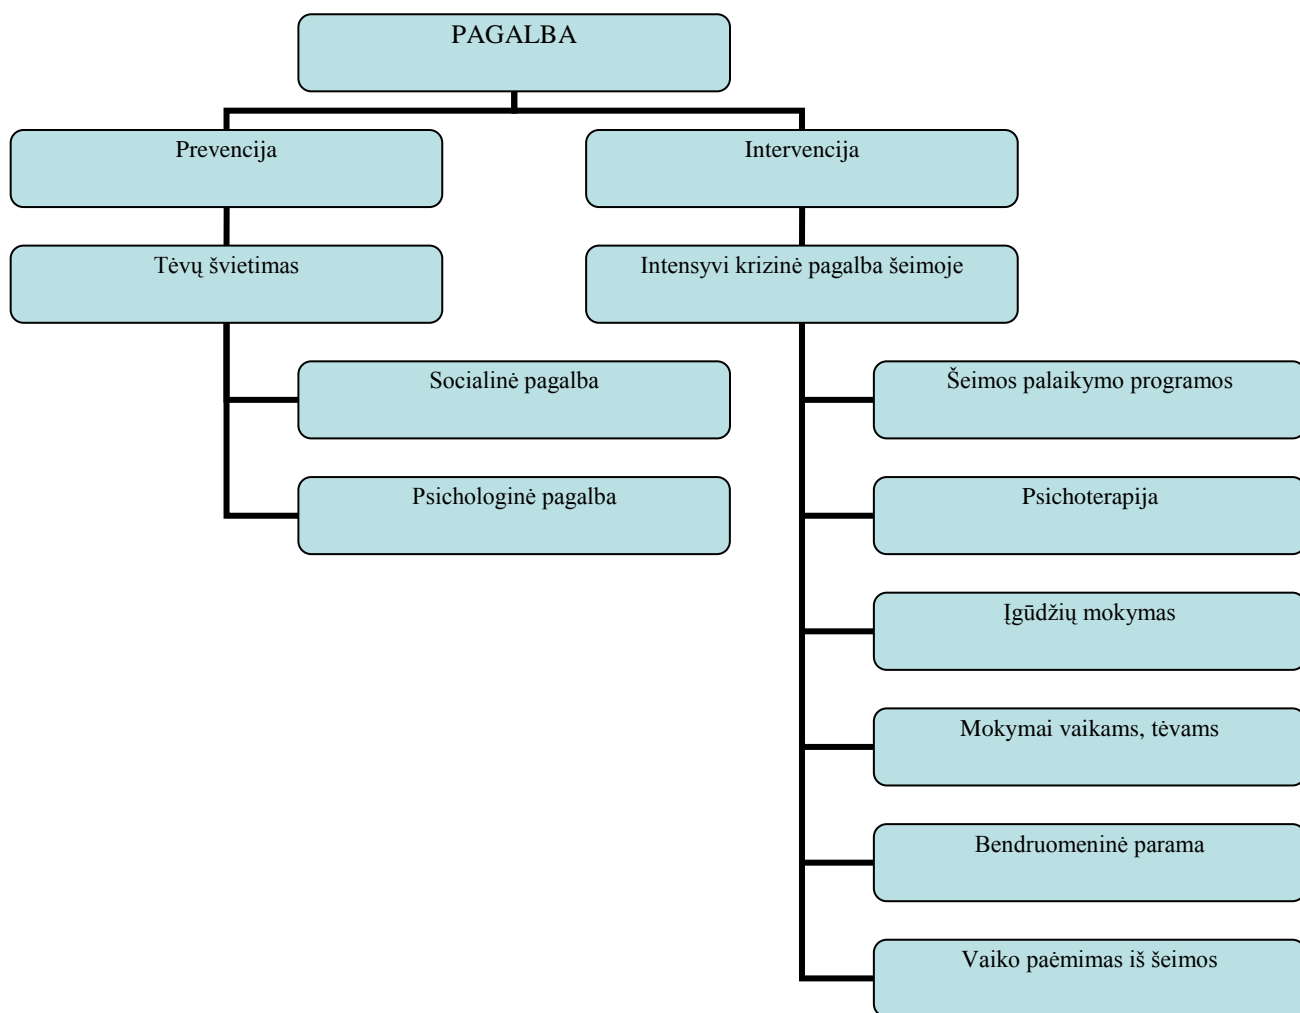 PAGALBA
Prevencija
Intervencija
Tėvų švietimas
Intensyvi krizinė pagalba šeimoje
Socialinė pagalba
Šeimos palaikymo programos
Psichologinė pagalba
Psichoterapija
Įgūdžių mokymas
Mokymai vaikams, tėvams
Bendruomeninė parama
Vaiko paėmimas iš šeimos